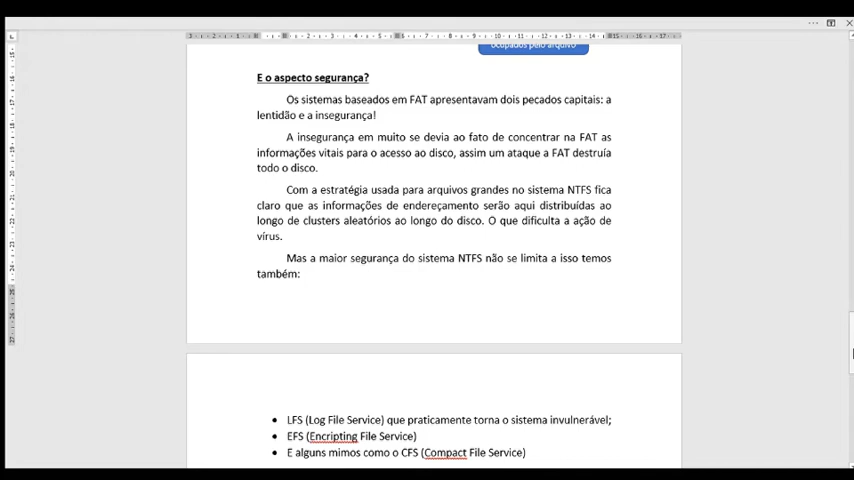 ocupados pelo arquivo
E o aspecto segurança?
Os sistemas baseados em FAT apresentavam dois pecados capitais: a
lentidão e a insegurança!
A insegurança em muito se devia ao fato de concentrar na FAT as
informações vitais para o acesso ao disco, assim um ataque a FAT destruía
todo o disco.
Com a estratégia usada para arquivos grandes no sistema NTFS fica
claro que as informações de endereçamento serão aqui distribuídas ao
longo de clusters aleatórios ao longo do disco. O que dificulta a ação de
vírus.
Mas a maior segurança do sistema NTFS não se limita a isso temos
também:
• LFS (Log File Service) que praticamente torna o sistema invulnerável;
• EFS (Encripting File Service)
• E alguns mimos como o CFS (Compact File Service)